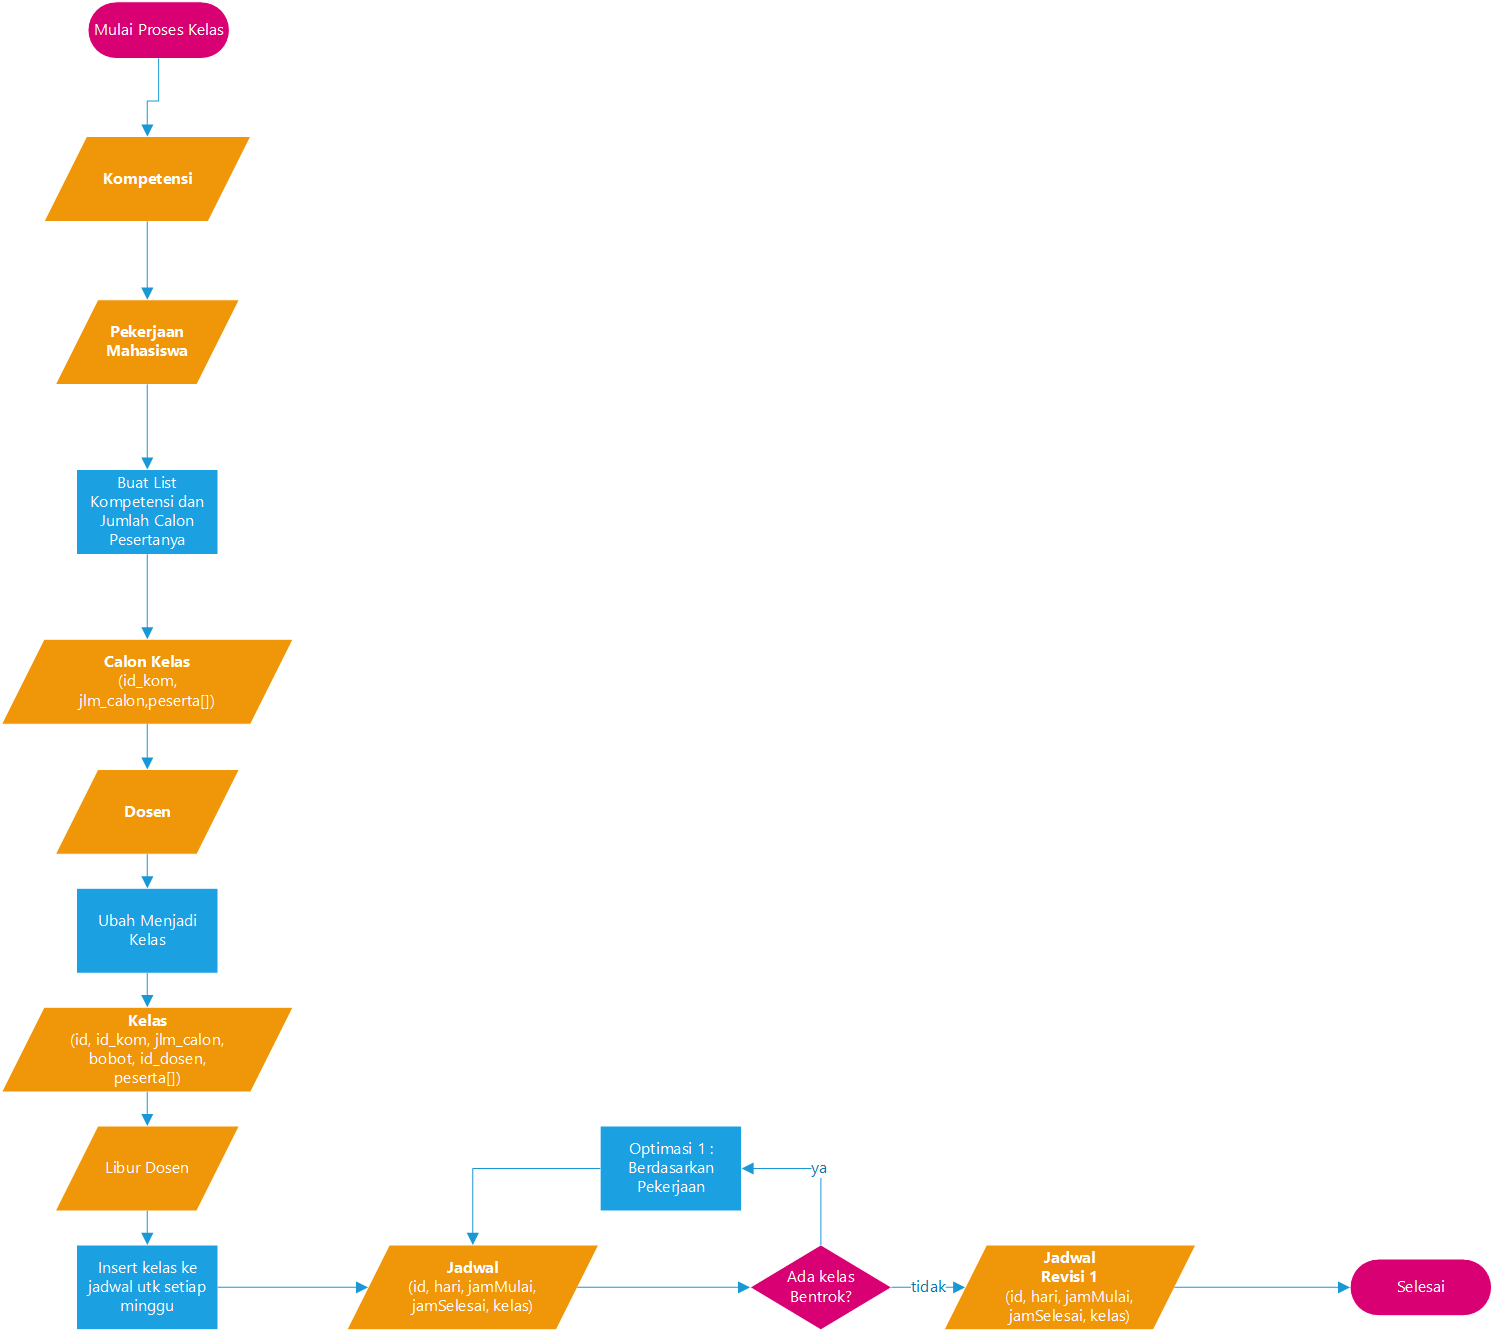 Mulai Proses Kelas
Kompetensi
Pekerjaan
Mahasiswa
Buat List
Kompetensi dan
Jumlah Calon
Pesertanya
Calon Kelas
(id_kom,
jlm_calon,peserta[])
Dosen
Ubah Menjadi
Kelas
Kelas
(id, id_kom, jlm_calon,
bobot, id_dosen,
peserta[])
Libur Dosen
Insert kelas ke
jadwal utk setiap
minggu
Jadwal
(id, hari, jamMulai,
jamSelesai, kelas)
Optimasi 1 :
Berdasarkan
Pekerjaan
ya
Ada kelas
Bentrok?
tidak
Jadwal
Revisi 1
(id, hari, jamMulai,
jamSelesai, kelas)
Selesai